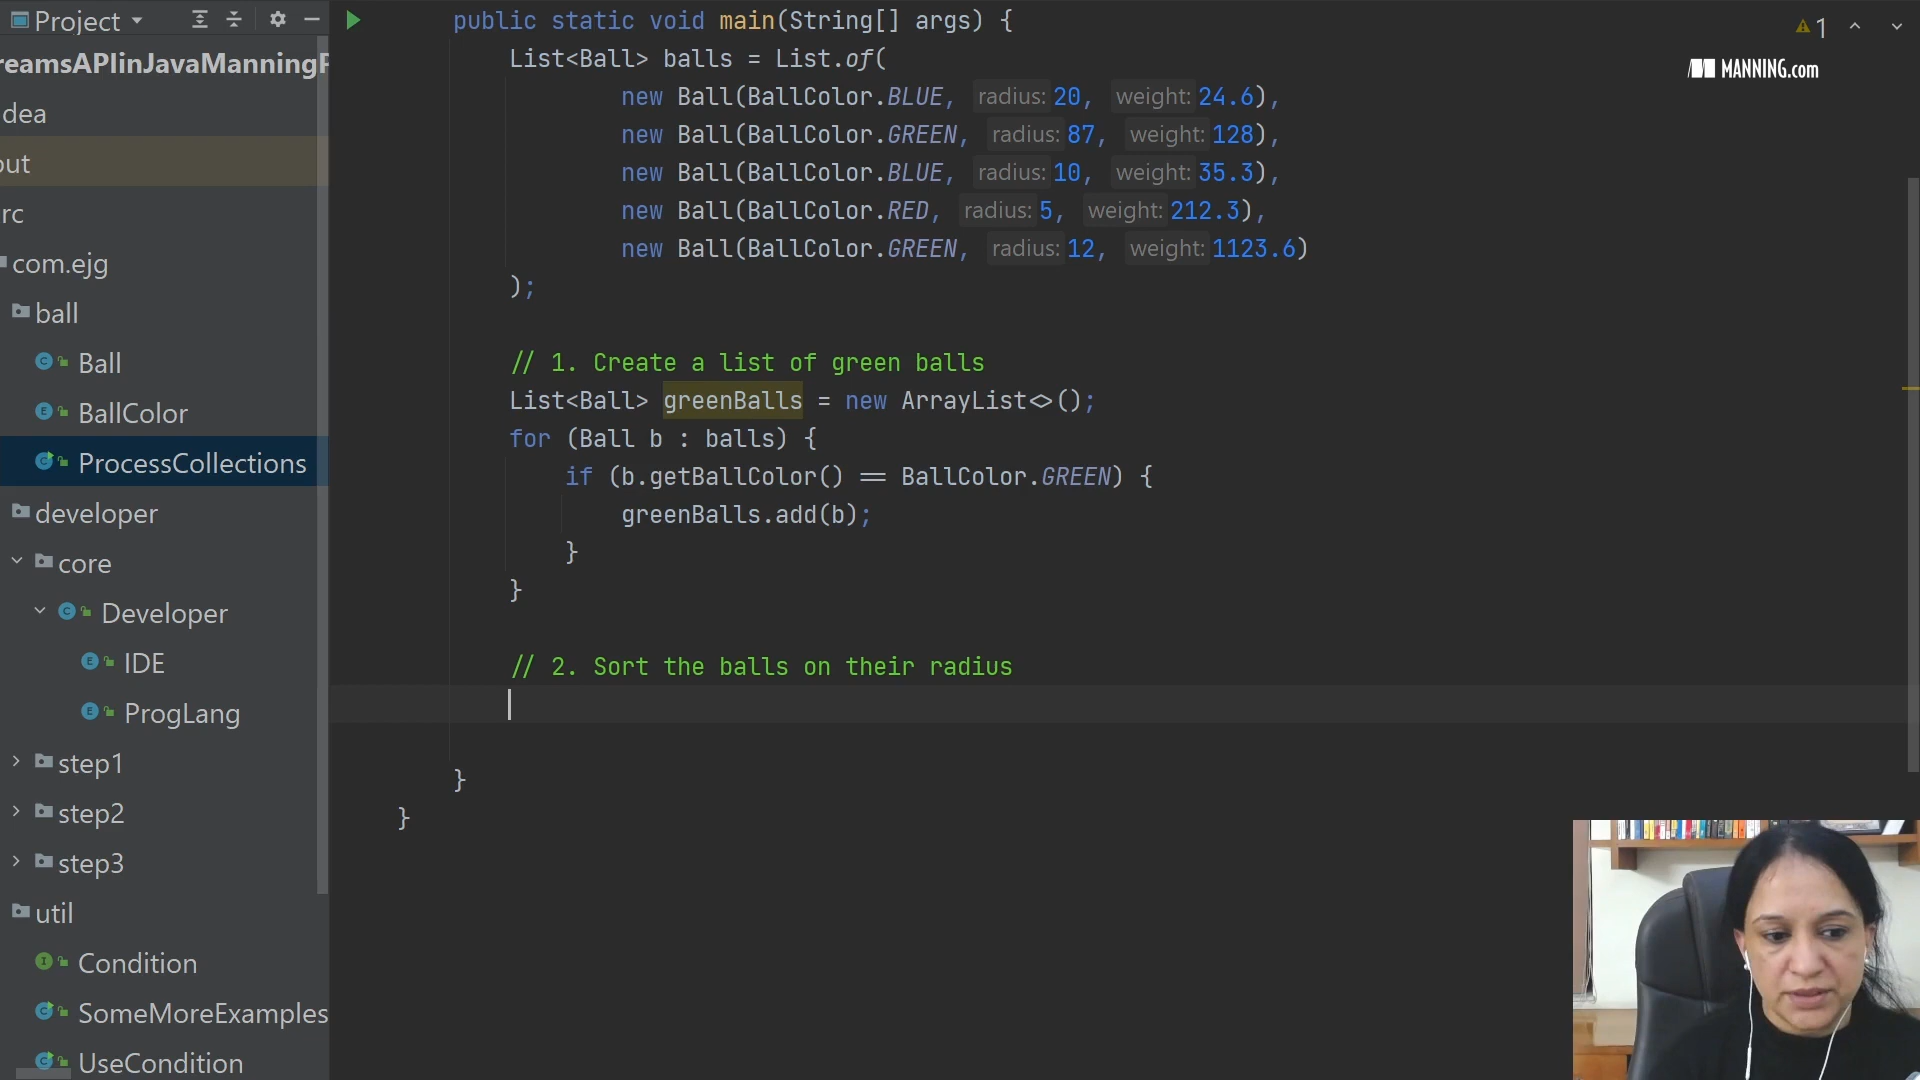 Project
reamsAPIinJavaManningP
dea
out
rc
com.ejg
ball
Ball
BallColor
ProcessCollections
developer
core
Developer
IDE
ProgLang
step1
step2
step3
util
Condition
SomeMoreExamples
UseCondition
public static void main(String[] args) {
List<Ball> balls = List.of(
new Ball(BallColor.BLUE, radius: 20, weight: 24.6),
new Ball(BallColor.GREEN, radius: 87, weight: 128),
new Ball(BallColor.BLUE, radius: 10, weight: 35.3),
new Ball(BallColor.RED, radius: 5, weight: 212.3),
new Ball(BallColor.GREEN, radius: 12, weight: 1123.6)
);
// 1. Create a list of green balls
List<Ball> greenBalls = new ArrayList<>();
for (Ball b : balls) {
if (b.getBallColor() == BallColor.GREEN) {
greenBalls.add(b);
}
}
// 2. Sort the balls on their radius
}
}
1
MANNING.com